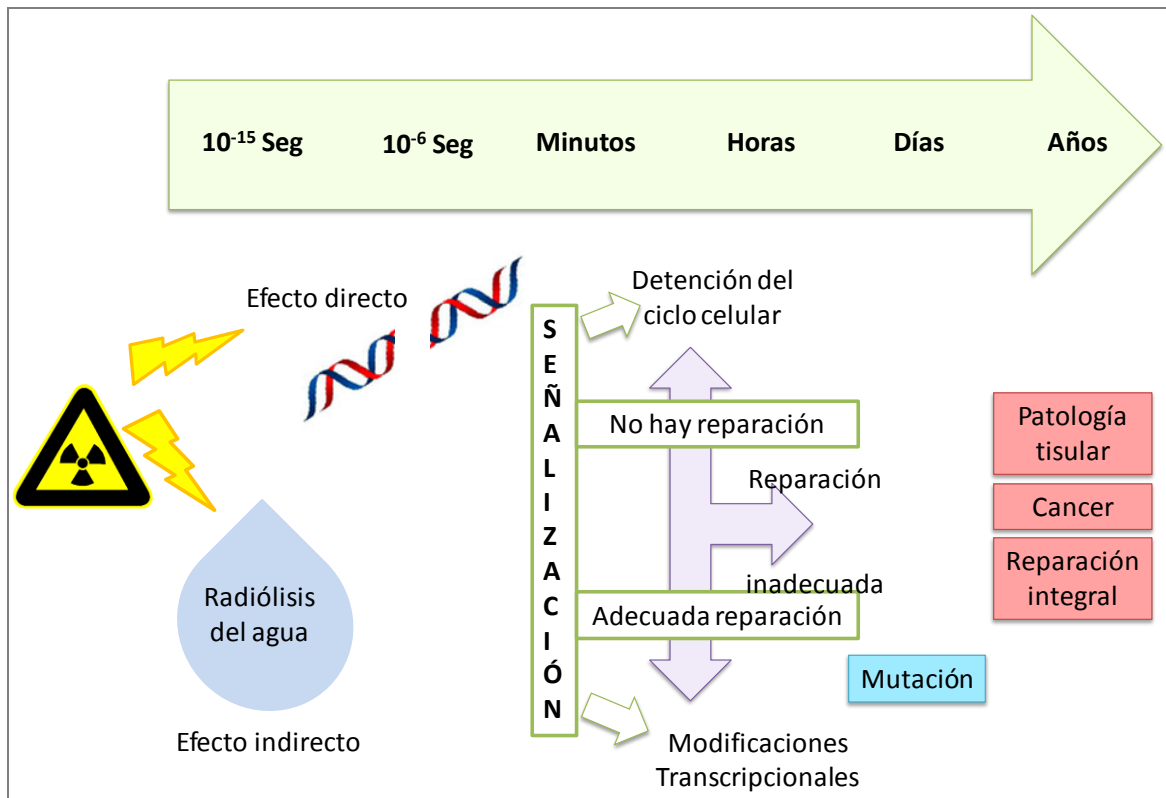 10⁻¹⁵ Seg
10⁻⁶ Seg
Minutos
Horas
Días
Años
Efecto directo
Radiólisis
del agua
Efecto indirecto
SEÑALIZACIÓN
Detención del
ciclo celular
No hay reparación
Reparación
inadecuada
Adecuada reparación
Modificaciones
Transcripcionales
Mutación
Patología
tisular
Cancer
Reparación
integral